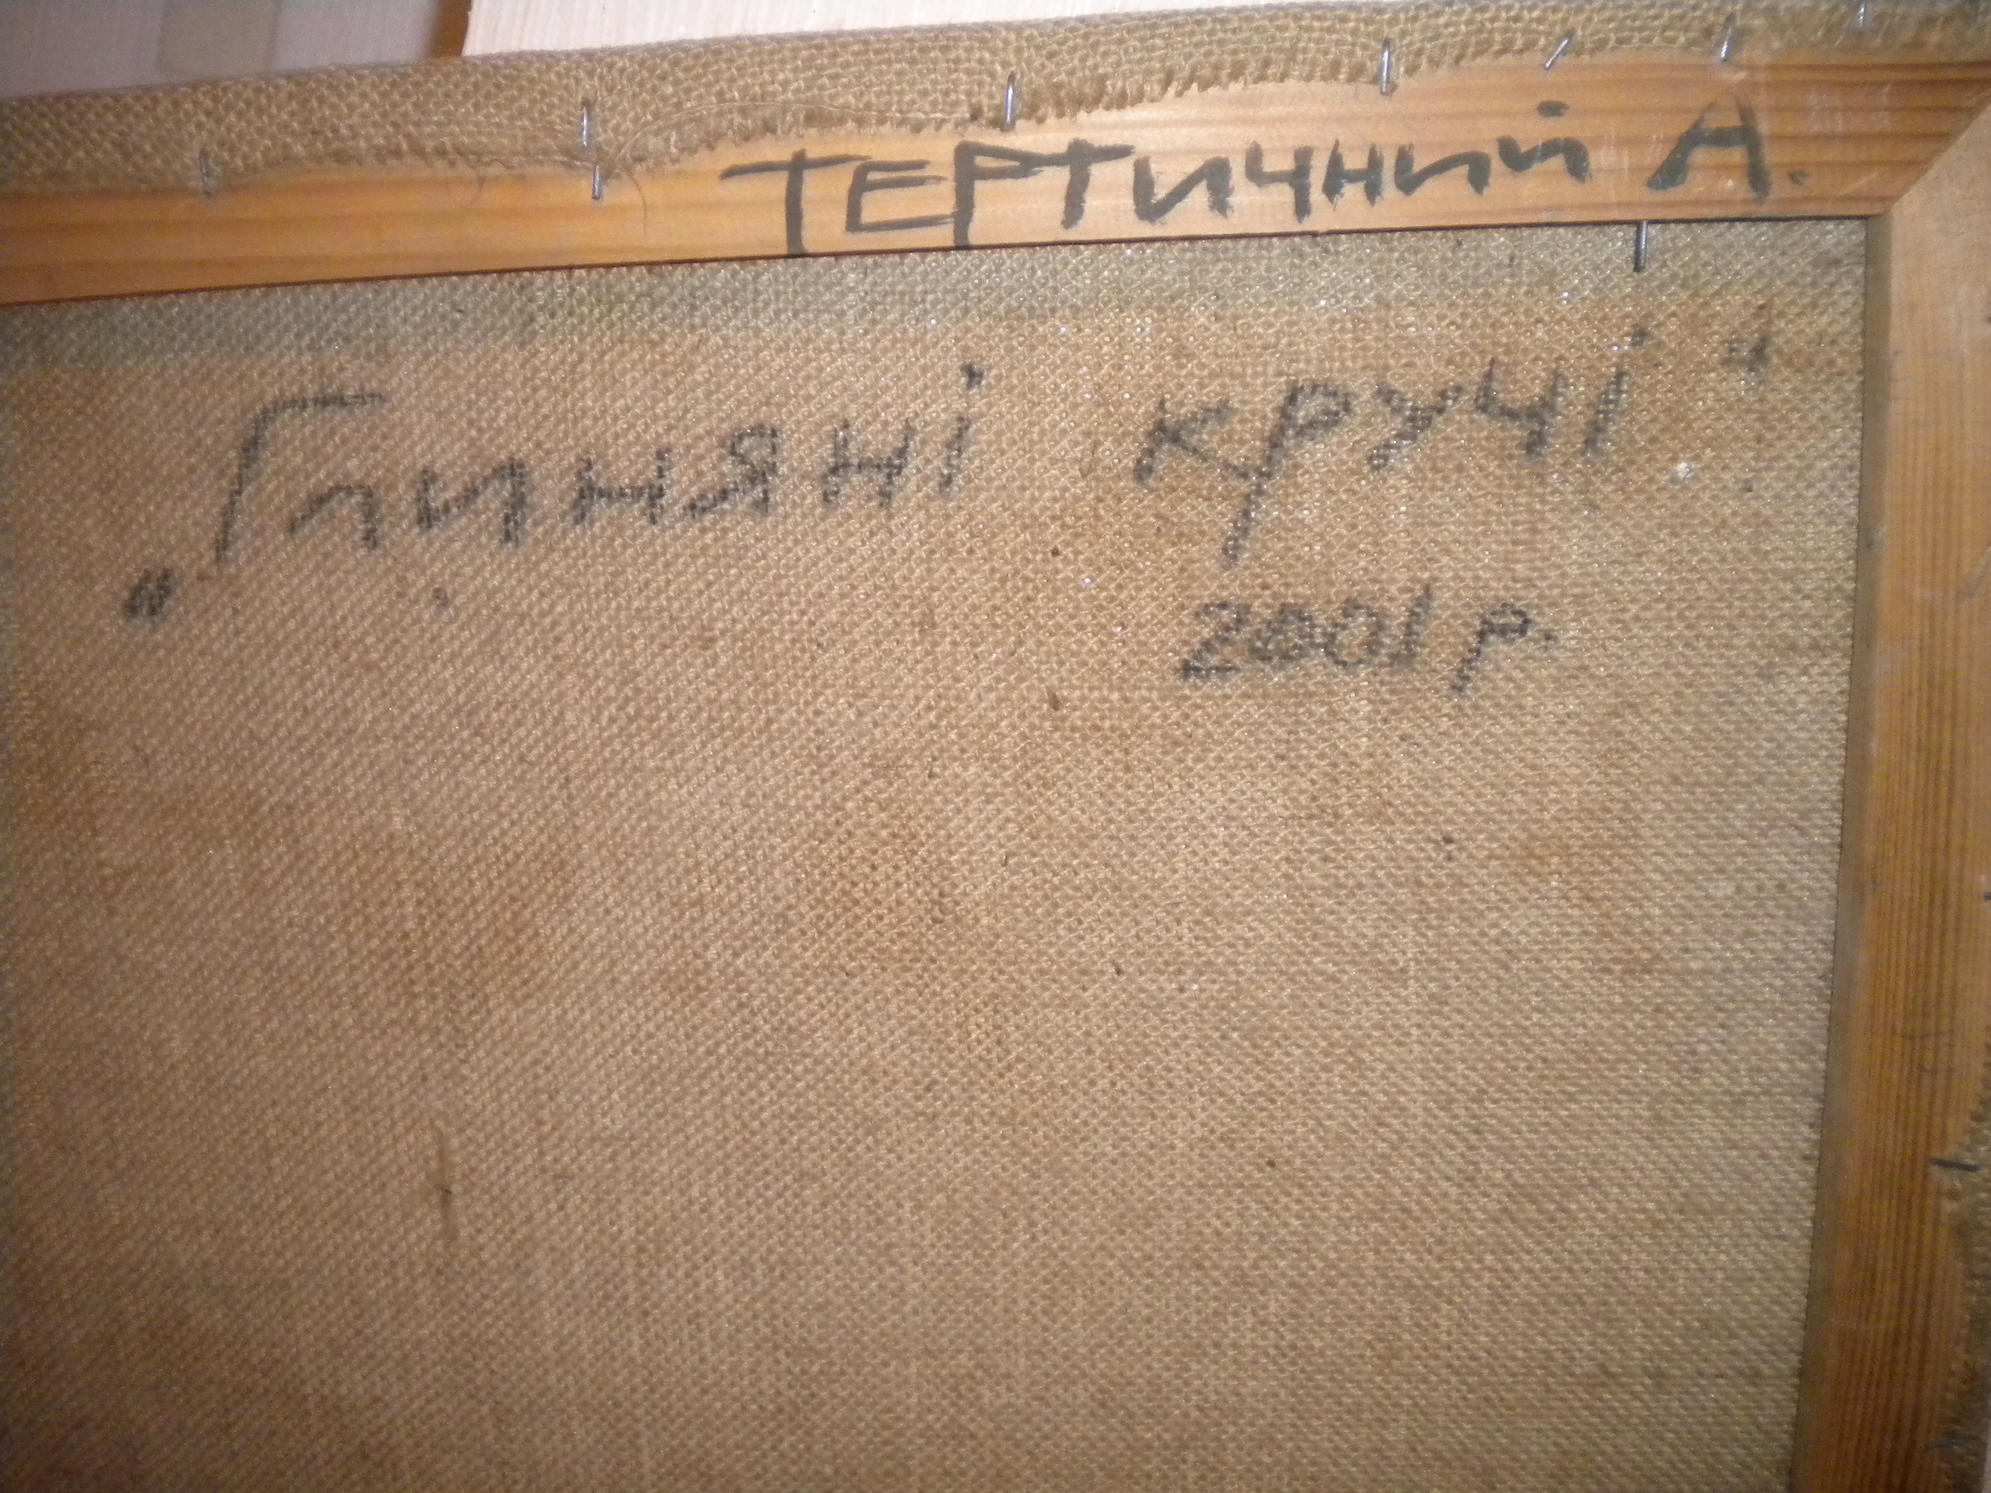 ТЕРТИЧНИЙ А.
„Глиняні кручі“
2001 р.